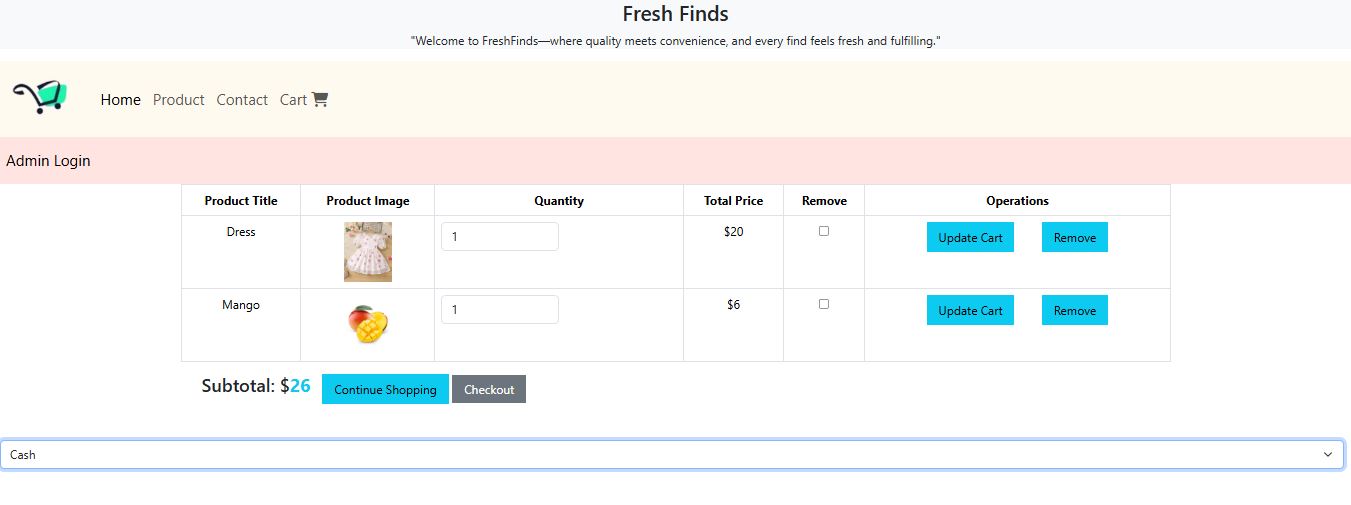 Fresh Finds
"Welcome to FreshFinds—where quality meets convenience, and every find feels fresh and fulfilling."
Home Product Contact Cart
Admin Login
Product Title Product Image Quantity Total Price Remove Operations
Dress 1 $20 Update Cart Remove
Mango 1 $6 Update Cart Remove
Subtotal: $26 Continue Shopping Checkout
Cash